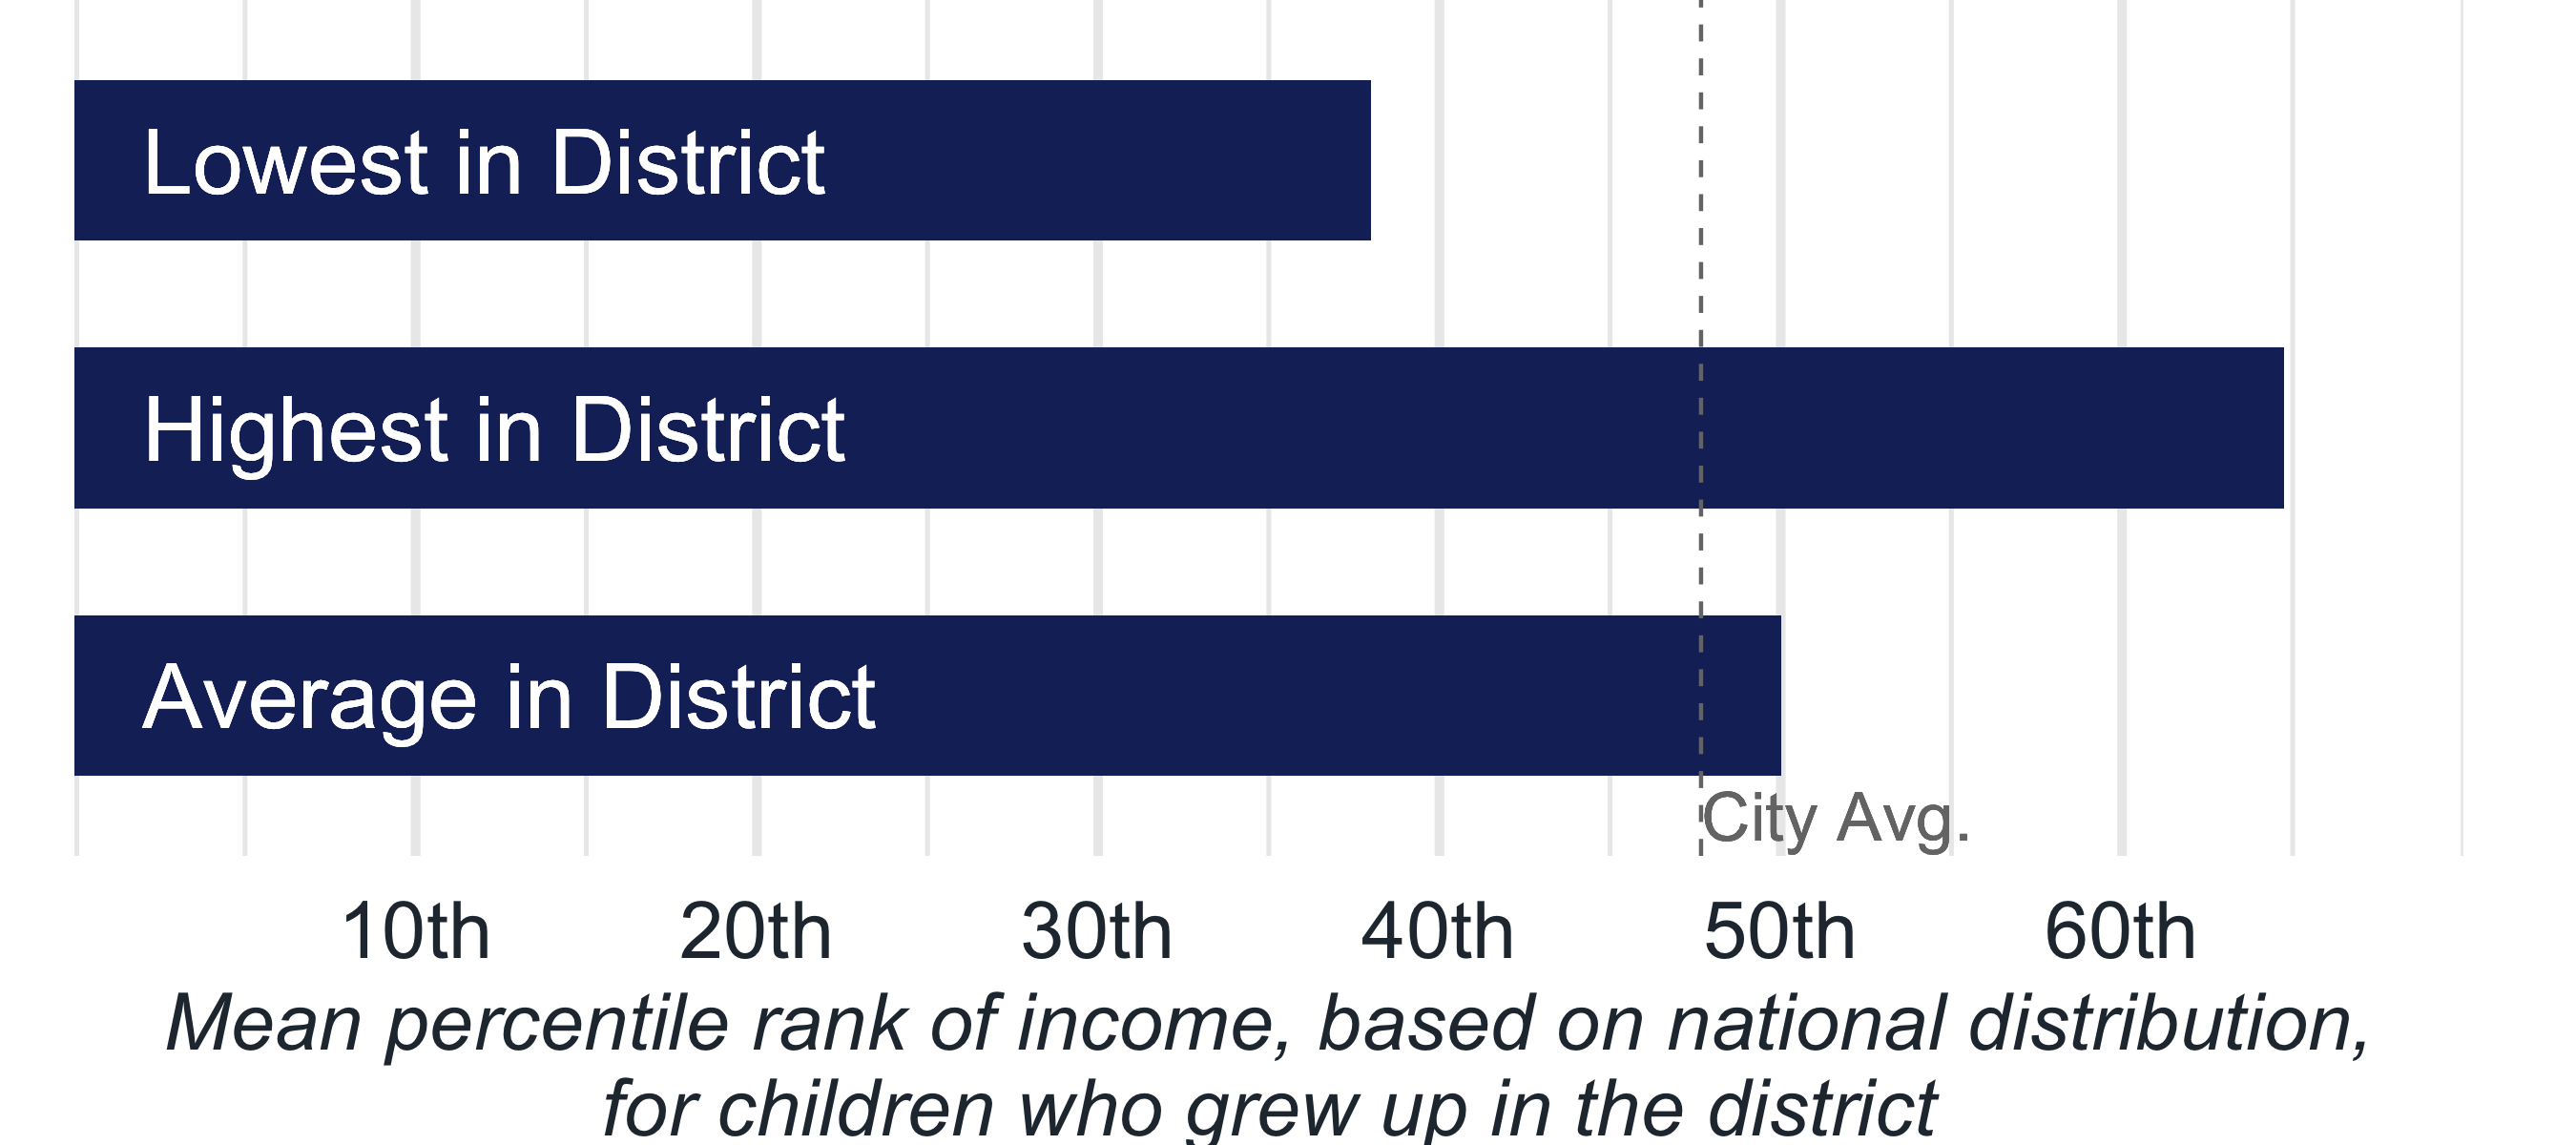 Lowest in District
Highest in District
Average in District
City Avg.
10th 20th 30th 40th 50th 60th
Mean percentile rank of income, based on national distribution,
for children who grew up in the district